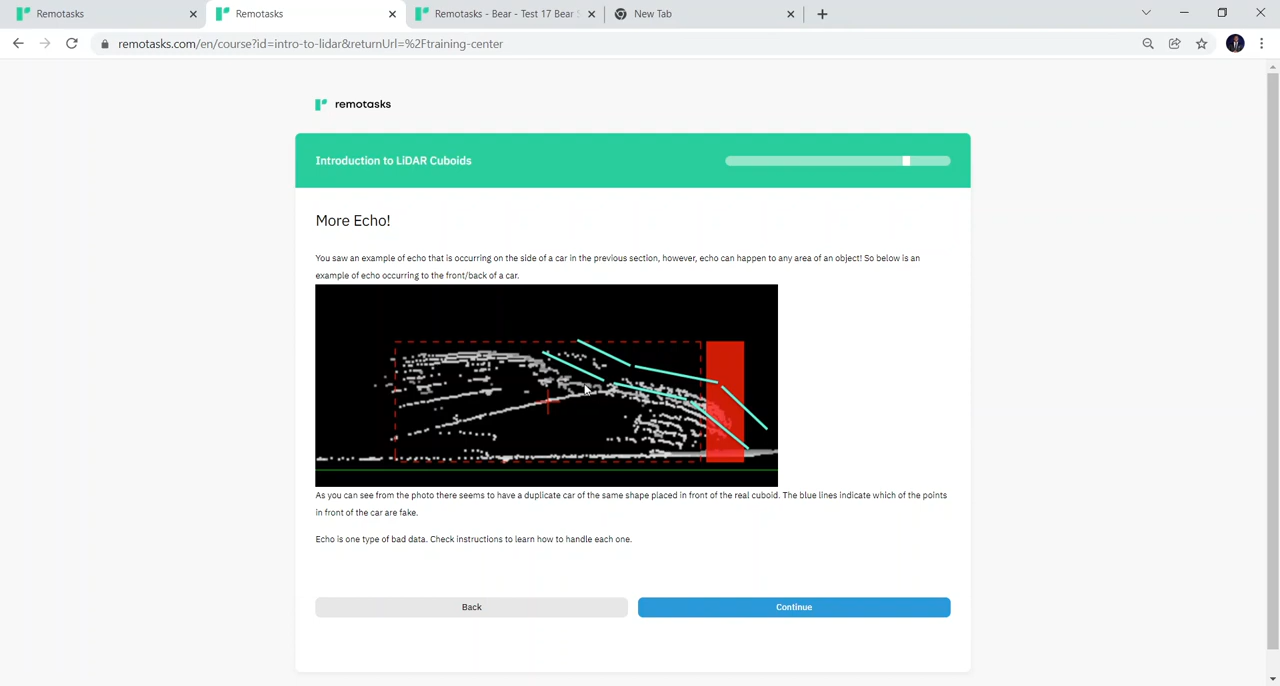 Remotasks
Remotasks
Remotasks - Bear - Test 17 Bear
New Tab
remotasks.com/en/course?id=intro-to-lidar&returnUrl=%2Ftraining-center
remotasks
Introduction to LiDAR Cuboids
More Echo!
You saw an example of echo that is occurring on the side of a car in the previous section, however, echo can happen to any area of an object! So below is an
example of echo occurring to the front/back of a car.
As you can see from the photo there seems to have a duplicate car of the same shape placed in front of the real cuboid. The blue lines indicate which of the points
in front of the car are fake.
Echo is one type of bad data. Check instructions to learn how to handle each one.
Back
Continue